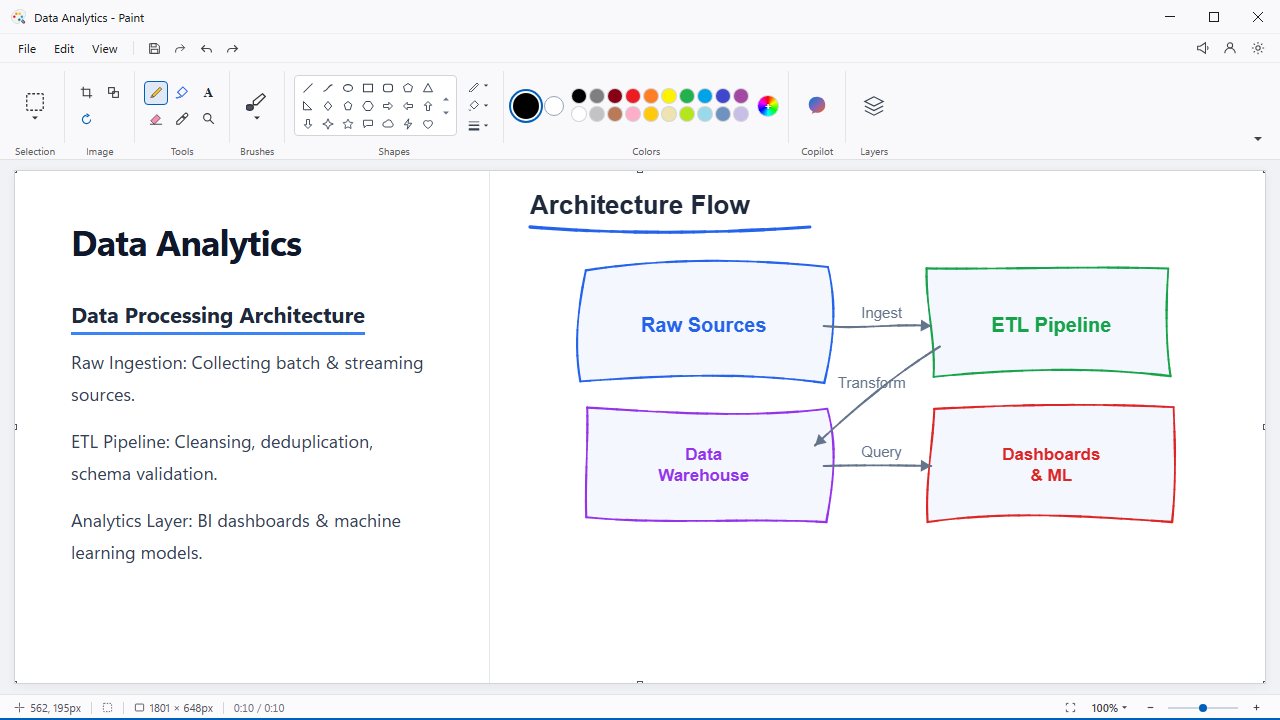 Data Analytics - Paint
File Edit View
Selection
Image
Tools
Brushes
Shapes
Colors
Copilot
Layers
Data Analytics
Data Processing Architecture
Raw Ingestion: Collecting batch & streaming
sources.
ETL Pipeline: Cleansing, deduplication,
schema validation.
Analytics Layer: BI dashboards & machine
learning models.
Architecture Flow
Raw Sources
Ingest
ETL Pipeline
Transform
Data
Warehouse
Query
Dashboards
& ML
562, 195px
1801 × 648px
0:10 / 0:10
100%